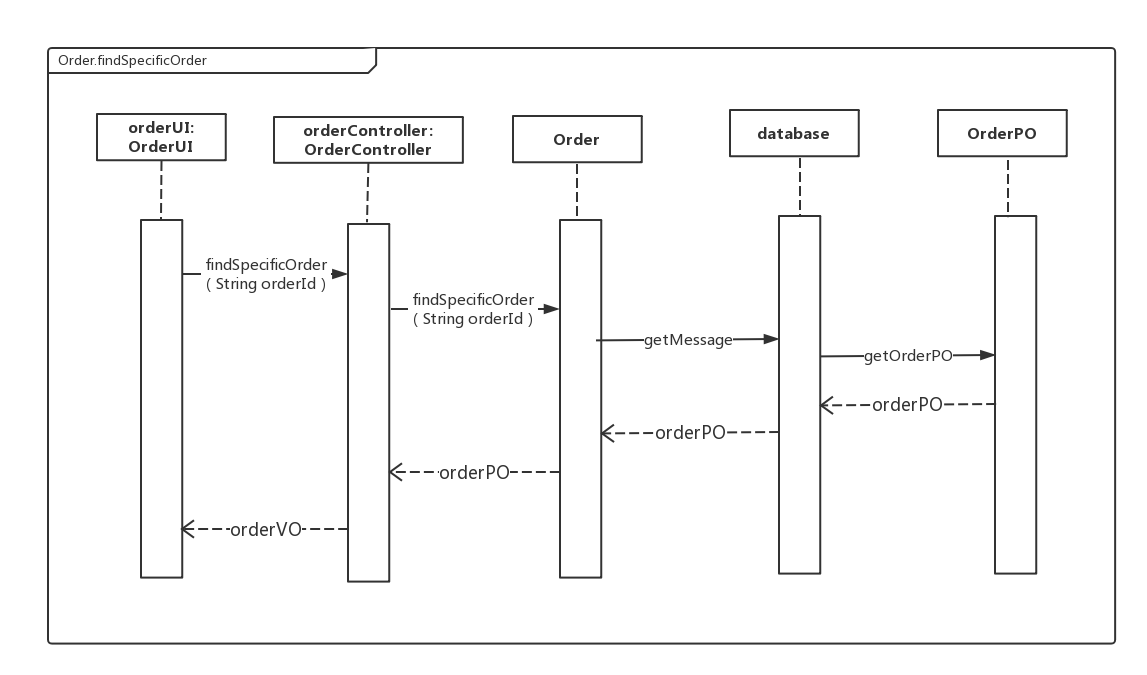 Order.findSpecificOrder
orderUI:
OrderUI
orderController:
OrderController
Order
database
OrderPO
findSpecificOrder
( String orderId )
findSpecificOrder
( String orderId )
getMessage
getOrderPO
orderPO
orderPO
orderPO
orderVO